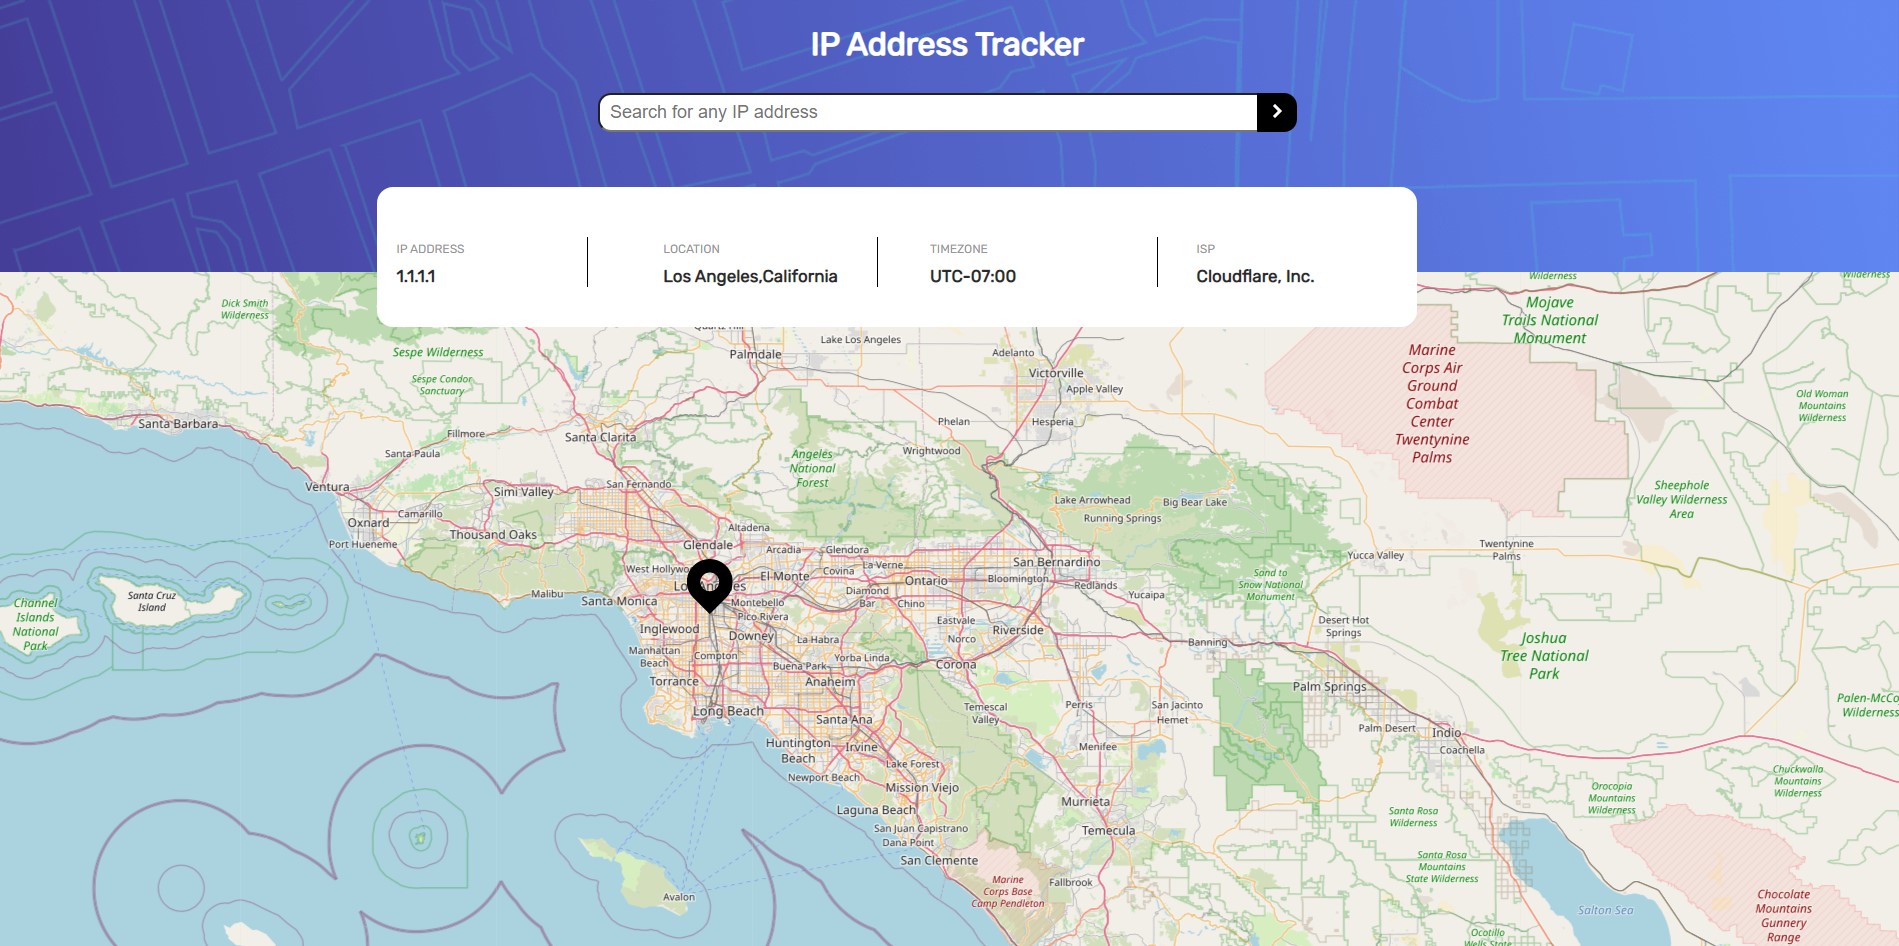 IP Address Tracker
Search for any IP address
IP ADDRESS
LOCATION
TIMEZONE
ISP
1.1.1.1
Los Angeles,California
UTC-07:00
Cloudflare, Inc.
Wilderness
Wilderness
Dick Smith
Wilderness
Mojave
Trails National
Monument
Lake Los Angeles
Sespe Wilderness
Palmdale
Adelanto
Marine
Corps Air
Ground
Combat
Center
Twentynine
Palms
Victorville
Sespe Condor
Sanctuary
Apple Valley
Old Woman
Mountains
Wilderness
Santa Barbara
Fillmore
Santa Clarita
Phelan
Hesperia
Santa Paula
Wrightwood
Angeles
National
Forest
Ventura
Simi Valley
San Fernando
Lake Arrowhead
Big Bear Lake
Sheephole
Valley Wilderness
Area
Camarillo
Oxnard
Running Springs
Thousand Oaks
Altadena
Port Hueneme
Glendale
Arcadia
Glendora
La Verne
Yucca Valley
Twentynine
Palms
West Hollywo
Covina
San Bernardino
El Monte
Ontario
Bloomington
Redlands
Sand to
Snow National
Monument
Malibu
Santa Monica
Montebello
Diamond
Bar
Chino
Yucaipa
Santa Cruz
Island
Channel
Islands
National
Park
Pico Rivera
Eastvale
Desert Hot
Springs
Inglewood
Downey
La Habra
Norco
Riverside
Banning
Joshua
Tree National
Park
Manhattan
Beach
Compton
Buena Park
Yorba Linda
Corona
Torrance
Anaheim
Palm Springs
Long Beach
Santa Ana
Temescal
Valley
Perris
San Jacinto
Hemet
Palen-McCo
Wilderness
Palm Desert
Indio
Coachella
Huntington
Beach
Irvine
Menifee
Newport Beach
Lake Forest
Mission Viejo
Chuckwalla
Mountains
Wilderness
Orocopia
Mountains
Wilderness
Laguna Beach
Murrieta
Santa Rosa
Wilderness
San Juan Capistrano
Temecula
Dana Point
San Clemente
Santa Rosa
Mountains
State Wilderness
Marine
Corps Base
Camp Pendleton
Fallbrook
Avalon
Salton Sea
Chocolate
Mountains
Gunnery
Range
Ocotillo
Wells State